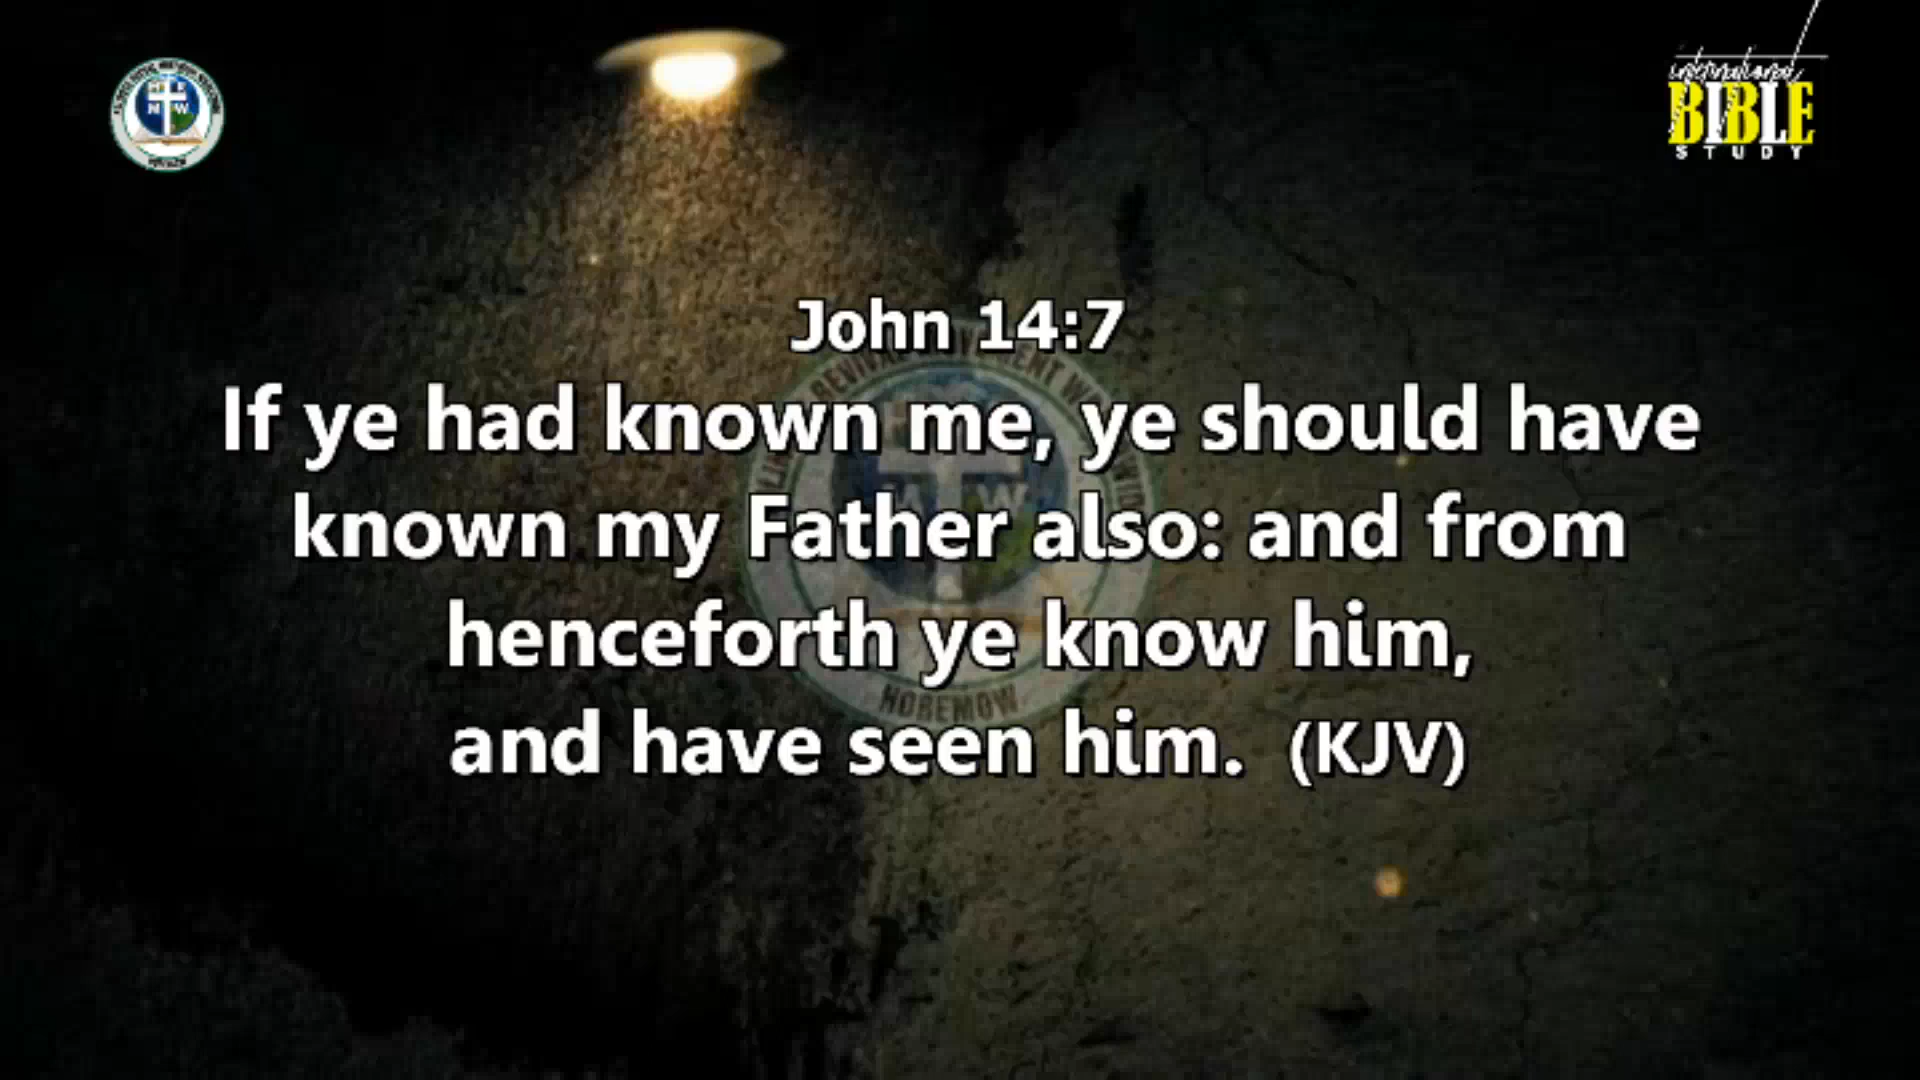 international
BIBLE
STUDY
John 14:7
If ye had known me, ye should have
known my Father also: and from
henceforth ye know him,
and have seen him. (KJV)
HOREMOW